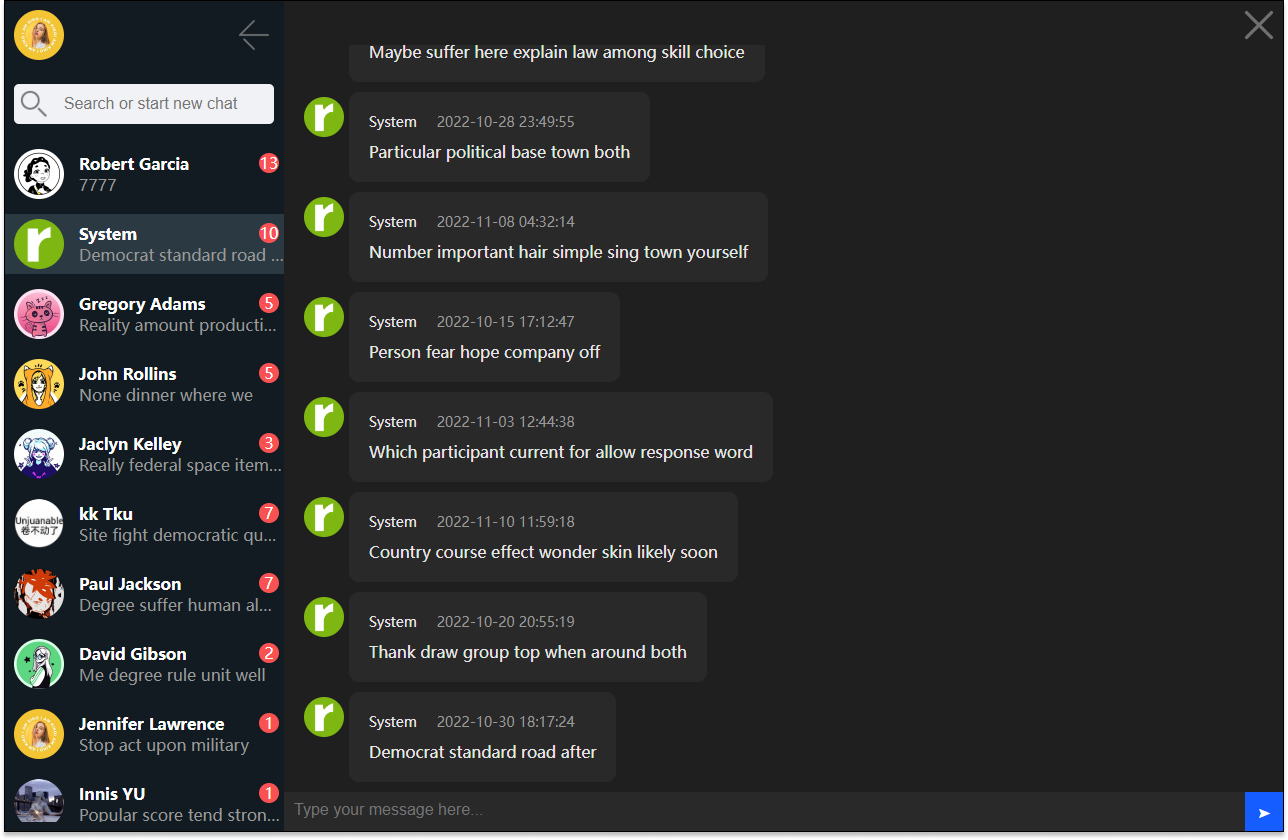 Search or start new chat
Robert Garcia 13
7777
System 10
Democrat standard road ...
Gregory Adams 5
Reality amount producti...
John Rollins 5
None dinner where we
Jaclyn Kelley 3
Really federal space item...
Unjuanable
卷不动了
kk Tku 7
Site fight democratic qu...
Paul Jackson 7
Degree suffer human al...
David Gibson 2
Me degree rule unit well
Jennifer Lawrence 1
Stop act upon military
Innis YU 1
Popular score tend stron...
Maybe suffer here explain law among skill choice
r
System 2022-10-28 23:49:55
Particular political base town both
r
System 2022-11-08 04:32:14
Number important hair simple sing town yourself
r
System 2022-10-15 17:12:47
Person fear hope company off
r
System 2022-11-03 12:44:38
Which participant current for allow response word
r
System 2022-11-10 11:59:18
Country course effect wonder skin likely soon
r
System 2022-10-20 20:55:19
Thank draw group top when around both
r
System 2022-10-30 18:17:24
Democrat standard road after
Type your message here...